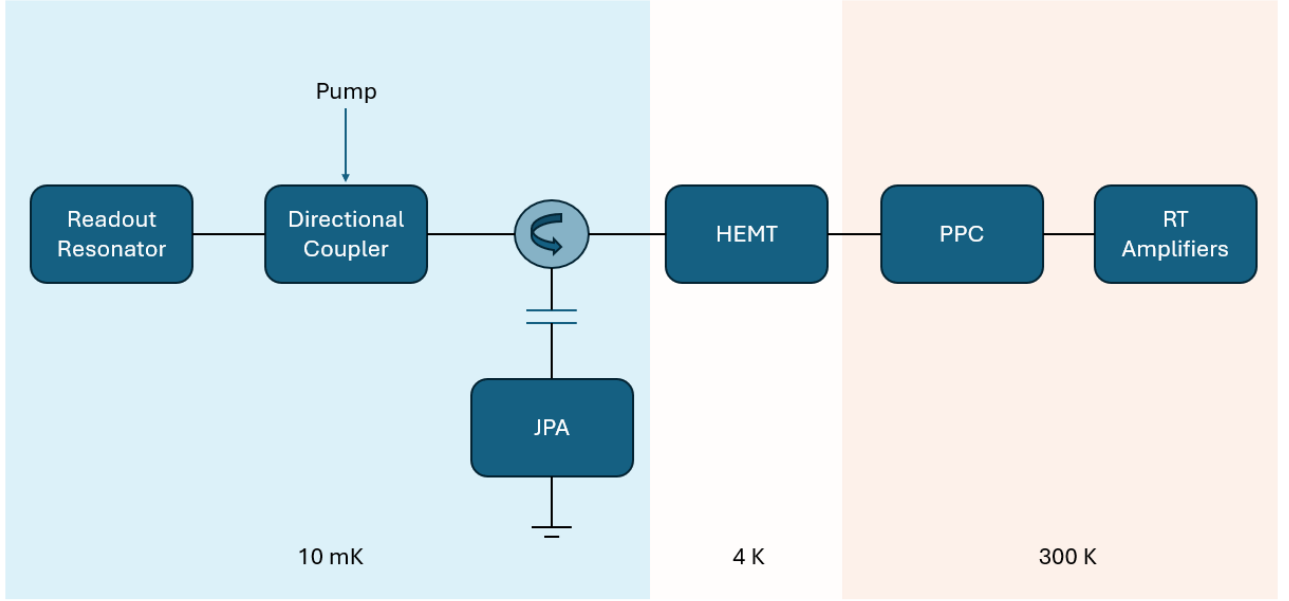 Pump
Readout
Resonator
Directional
Coupler
HEMT
PPC
RT
Amplifiers
JPA
10 mK
4 K
300 K